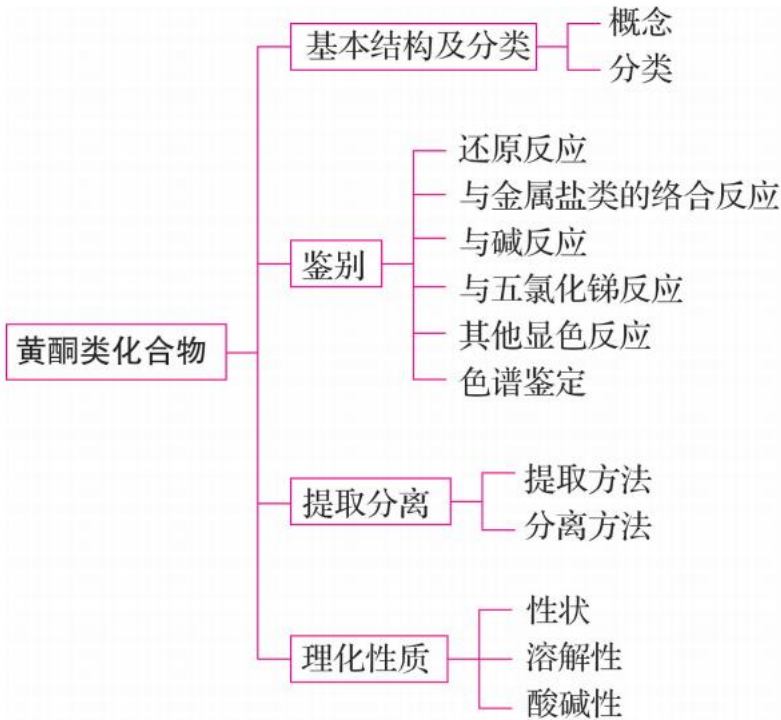 黄酮类化合物
基本结构及分类
概念
分类
鉴别
还原反应
与金属盐类的络合反应
与碱反应
与五氯化锑反应
其他显色反应
色谱鉴定
提取分离
提取方法
分离方法
理化性质
性状
溶解性
酸碱性